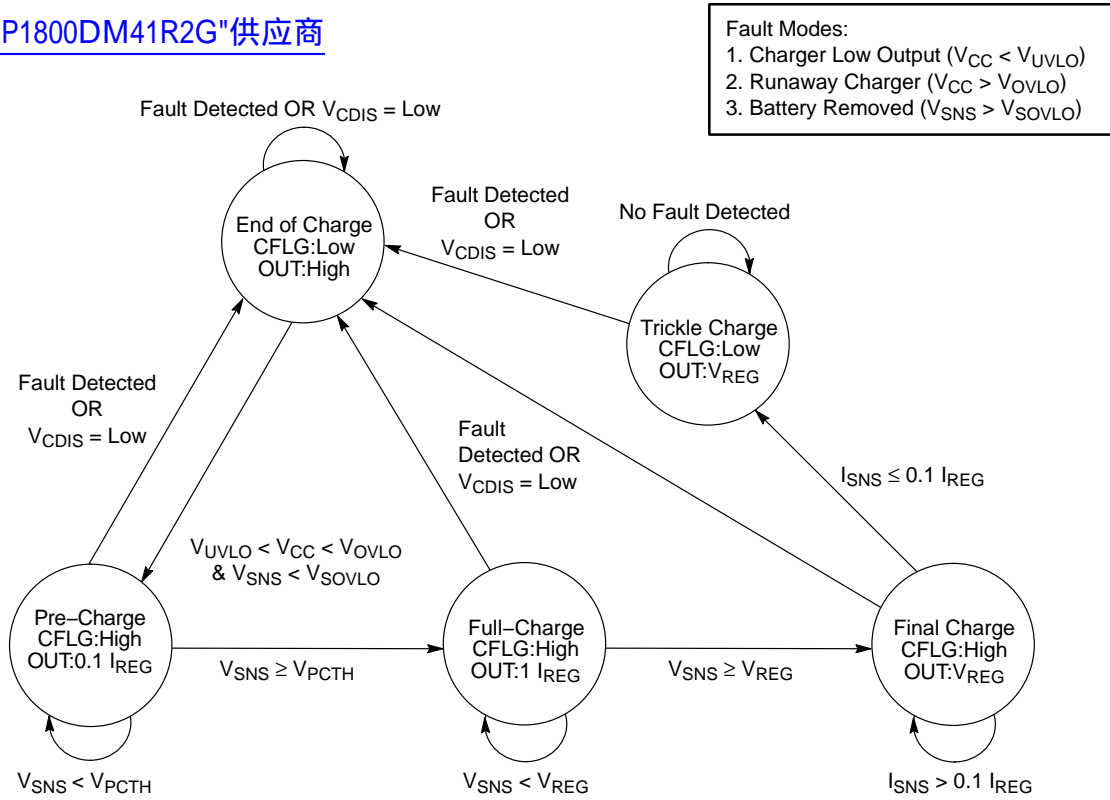 P1800DM41R2G"供应商
Fault Modes:
1. Charger Low Output (VCC < VUVLO)
2. Runaway Charger (VCC > VOVLO)
3. Battery Removed (VSNS > VSOVLO)
Fault Detected OR VCDIS = Low
End of Charge
CFLG:Low
OUT:High
Fault Detected
OR
VCDIS = Low
No Fault Detected
Trickle Charge
CFLG:Low
OUT:VREG
Fault Detected
OR
VCDIS = Low
Fault
Detected OR
VCDIS = Low
ISNS ≤ 0.1 IREG
VUVLO < VCC < VOVLO
& VSNS < VSOVLO
Pre−Charge
CFLG:High
OUT:0.1 IREG
VSNS ≥ VPCTH
Full−Charge
CFLG:High
OUT:1 IREG
VSNS ≥ VREG
Final Charge
CFLG:High
OUT:VREG
VSNS < VPCTH
VSNS < VREG
ISNS > 0.1 IREG